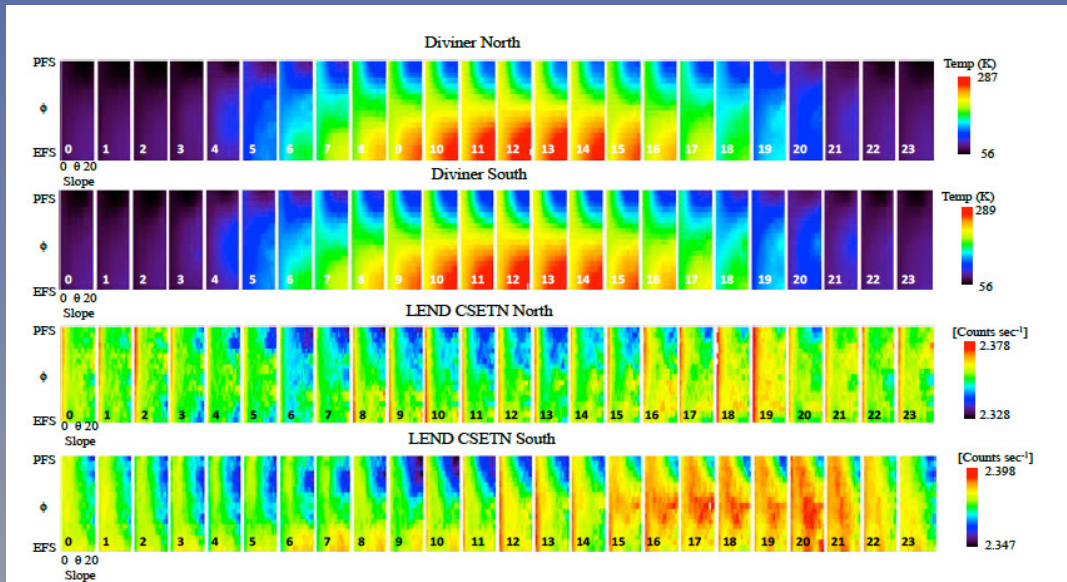 Diviner North
PFS
ϕ
EFS
0 1 2 3 4 5 6 7 8 9 10 11 12 13 14 15 16 17 18 19 20 21 22 23
0 θ 20
Slope
Temp (K)
287
56
Diviner South
PFS
ϕ
EFS
0 1 2 3 4 5 6 7 8 9 10 11 12 13 14 15 16 17 18 19 20 21 22 23
0 θ 20
Slope
Temp (K)
289
56
LEND CSETN North
PFS
ϕ
EFS
0 1 2 3 4 5 6 7 8 9 10 11 12 13 14 15 16 17 18 19 20 21 22 23
0 θ 20
Slope
[Counts sec⁻¹]
2.378
2.328
LEND CSETN South
PFS
ϕ
EFS
0 1 2 3 4 5 6 7 8 9 10 11 12 13 14 15 16 17 18 19 20 21 22 23
0 θ 20
Slope
[Counts sec⁻¹]
2.398
2.347